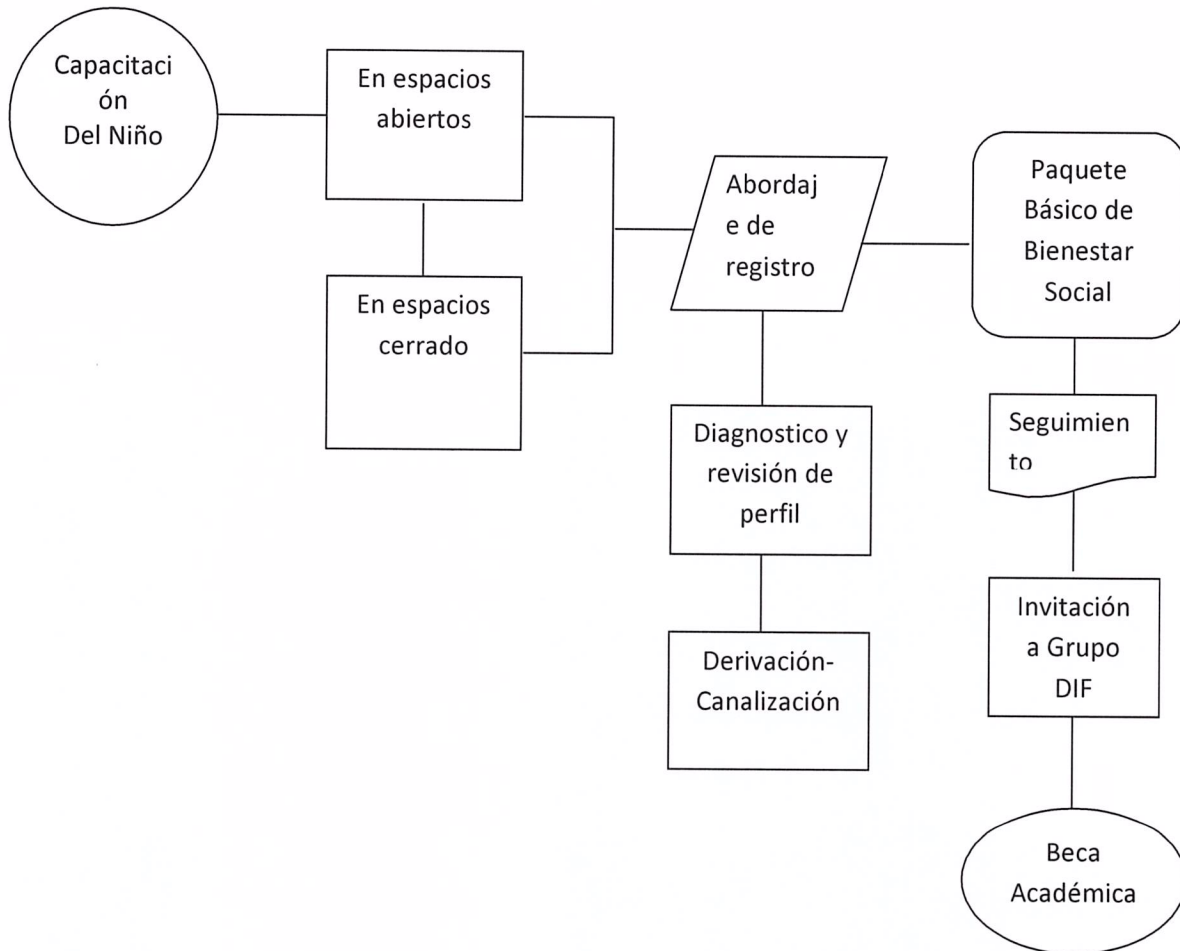 Capacitaci
ón
Del Niño
En espacios
abiertos
En espacios
cerrado
Abordaj
e de
registro
Diagnostico y
revisión de
perfil
Derivación-
Canalización
Paquete
Básico de
Bienestar
Social
Seguimien
to
Invitación
a Grupo
DIF
Beca
Académica